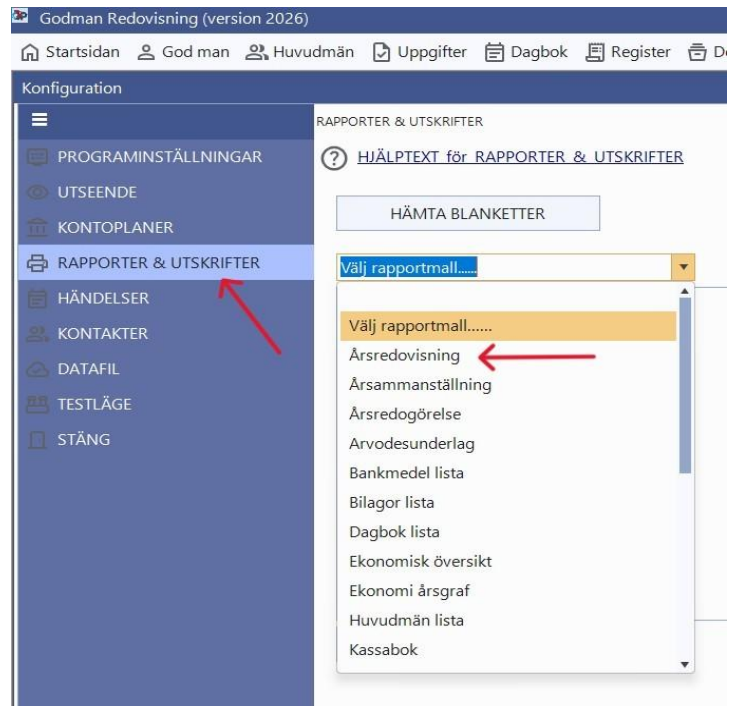 Godman Redovisning (version 2026)
Startsidan God man Huvudmän Uppgifter Dagbok Register
Konfiguration
RAPPORTER & UTSKRIFTER
PROGRAMINSTÄLLNINGAR
HJÄLPTEXT för RAPPORTER & UTSKRIFTER
UTSEENDE
HÄMTA BLANKETTER
KONTOPLANER
RAPPORTER & UTSKRIFTER
Välj rapportmall......
HÄNDELSER
KONTAKTER
DATAFIL
TESTLÄGE
STÄNG
Välj rapportmall......
Årsredovisning
Årsammanställning
Årsredogörelse
Arvodesunderlag
Bankmedel lista
Bilagor lista
Dagbok lista
Ekonomisk översikt
Ekonomi årsgraf
Huvudmän lista
Kassabok